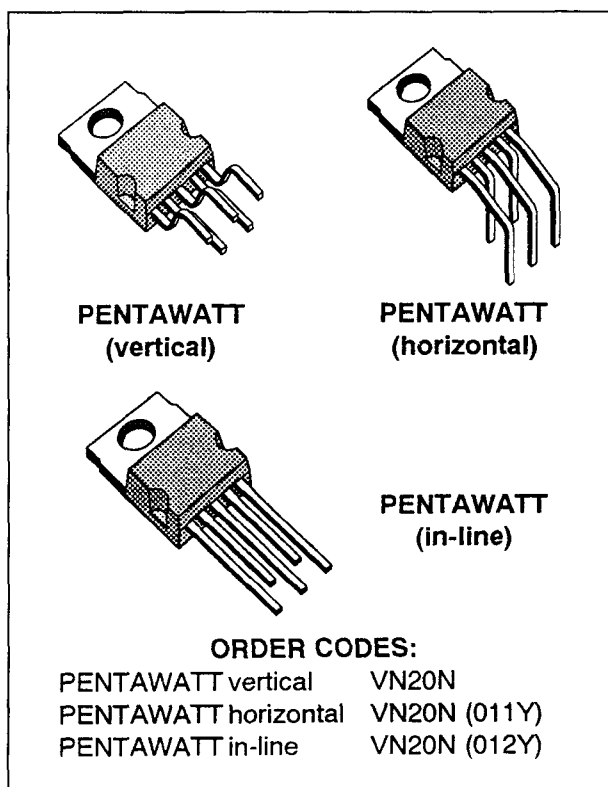 PENTAWATT
(vertical)
PENTAWATT
(horizontal)
PENTAWATT
(in-line)
ORDER CODES:
PENTAWATT vertical VN20N
PENTAWATT horizontal VN20N (011Y)
PENTAWATT in-line VN20N (012Y)